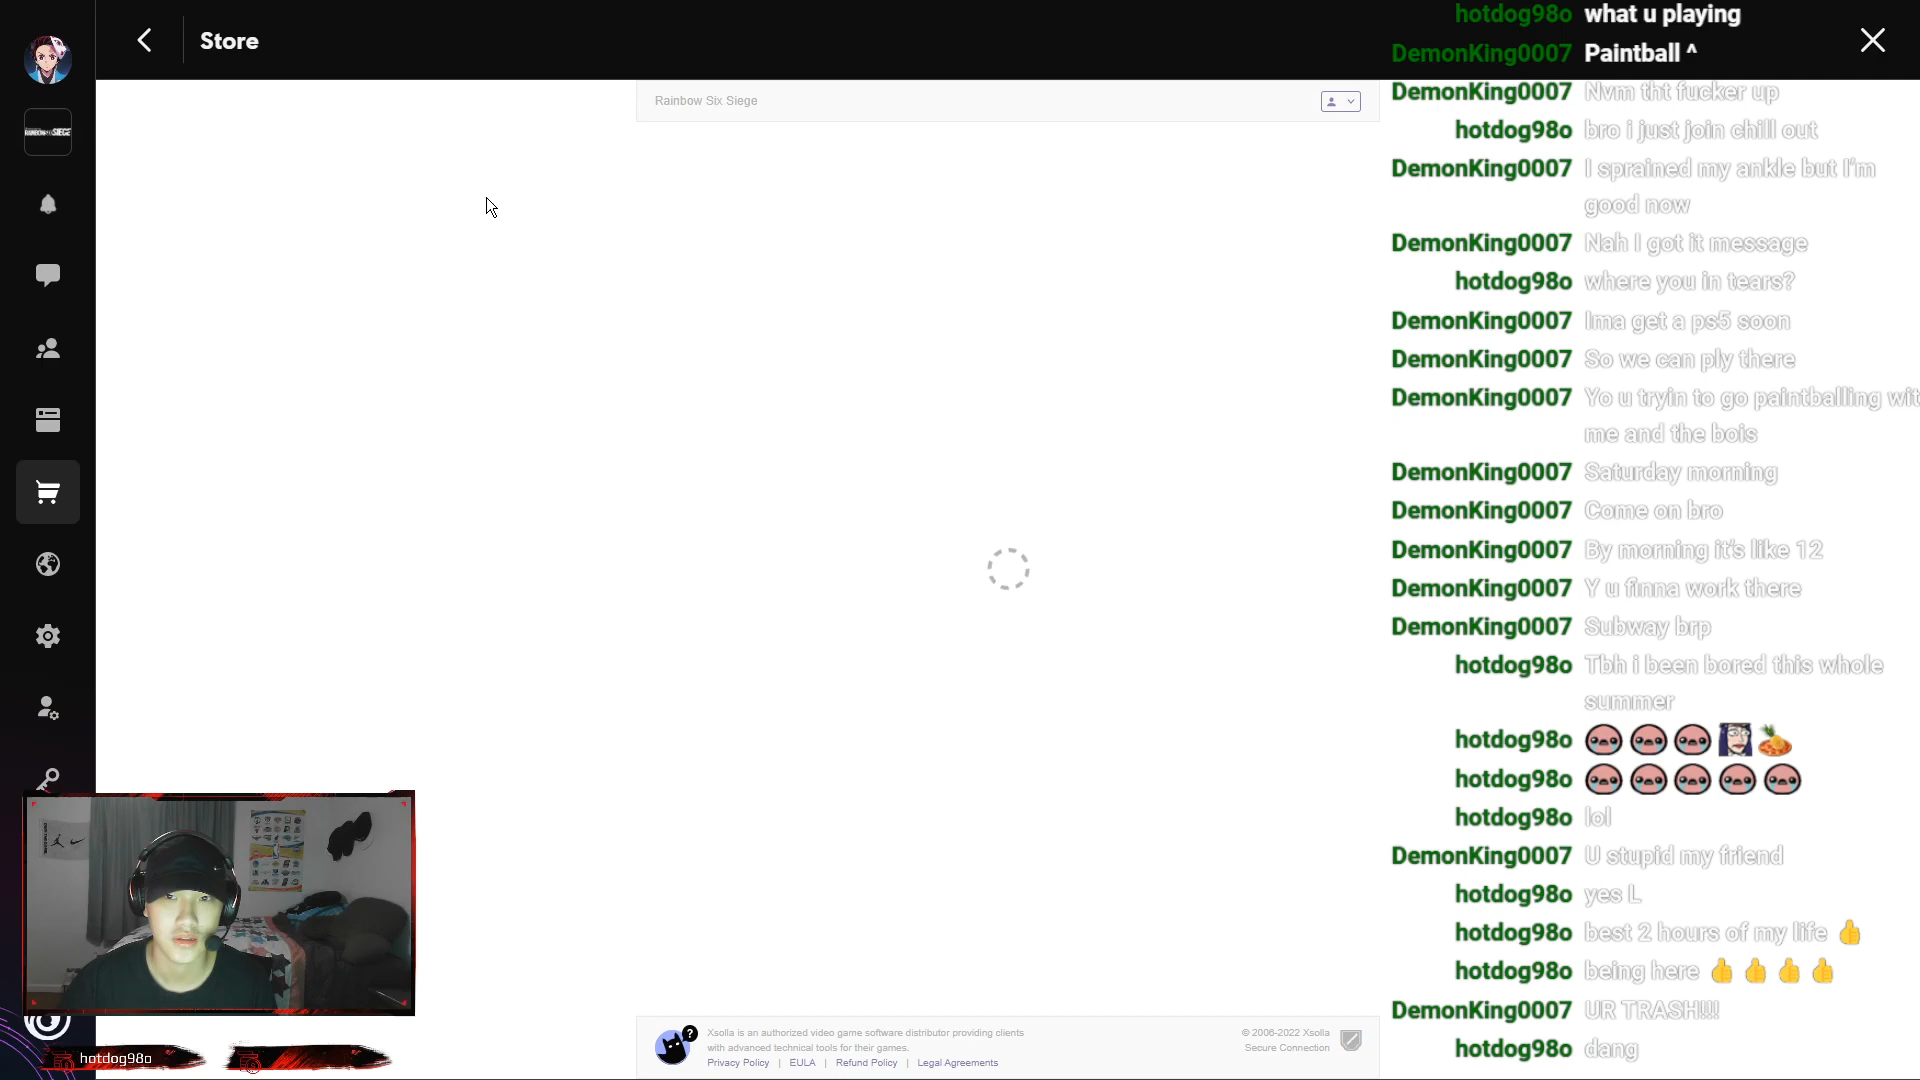 Store
Rainbow Six Siege
hotdog98o what u playing
DemonKing0007 Paintball ^
DemonKing0007 Nvm tht fucker up
hotdog98o bro i just join chill out
DemonKing0007 I sprained my ankle but I'm
good now
DemonKing0007 Nah I got it message
hotdog98o where you in tears?
DemonKing0007 Ima get a ps5 soon
DemonKing0007 So we can ply there
DemonKing0007 Yo u tryin to go paintballing wit
me and the bois
DemonKing0007 Saturday morning
DemonKing0007 Come on bro
DemonKing0007 By morning it's like 12
DemonKing0007 Y u finna work there
DemonKing0007 Subway brp
hotdog98o Tbh i been bored this whole
summer
hotdog98o
hotdog98o
hotdog98o lol
DemonKing0007 U stupid my friend
hotdog98o yes L
hotdog98o best 2 hours of my life 👍
hotdog98o being here 👍 👍 👍 👍
DemonKing0007 UR TRASH!!!
hotdog98o dang
SIEGE
Xsolla is an authorized video game software distributor providing clients
with advanced technical tools for their games.
Privacy Policy | EULA | Refund Policy | Legal Agreements
© 2006-2022 Xsolla
Secure Connection
hotdog98o